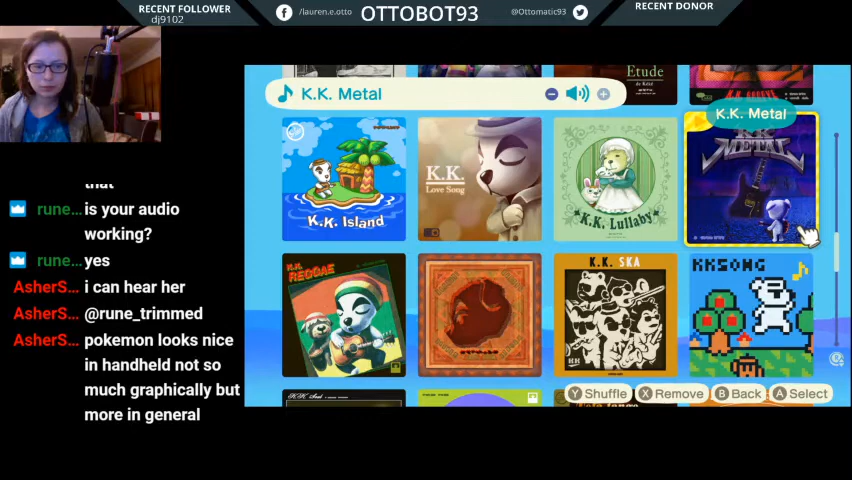 RECENT FOLLOWER
dj9102
/lauren.e.otto
OTTOBOT93
@Ottomatic93
RECENT DONOR
that
rune... is your audio
working?
rune... yes
AsherS... i can hear her
AsherS... @rune_trimmed
AsherS... pokemon looks nice
in handheld not so
much graphically but
more in general
K.K. Metal
Etude
K.K. Metal
K.K. Island
K.K.
Love Song
K.K. Lullaby
K.K.
METAL
K.K.
REGGAE
K.K. SKA
KK
KKSONG
Y Shuffle
X Remove
B Back
A Select